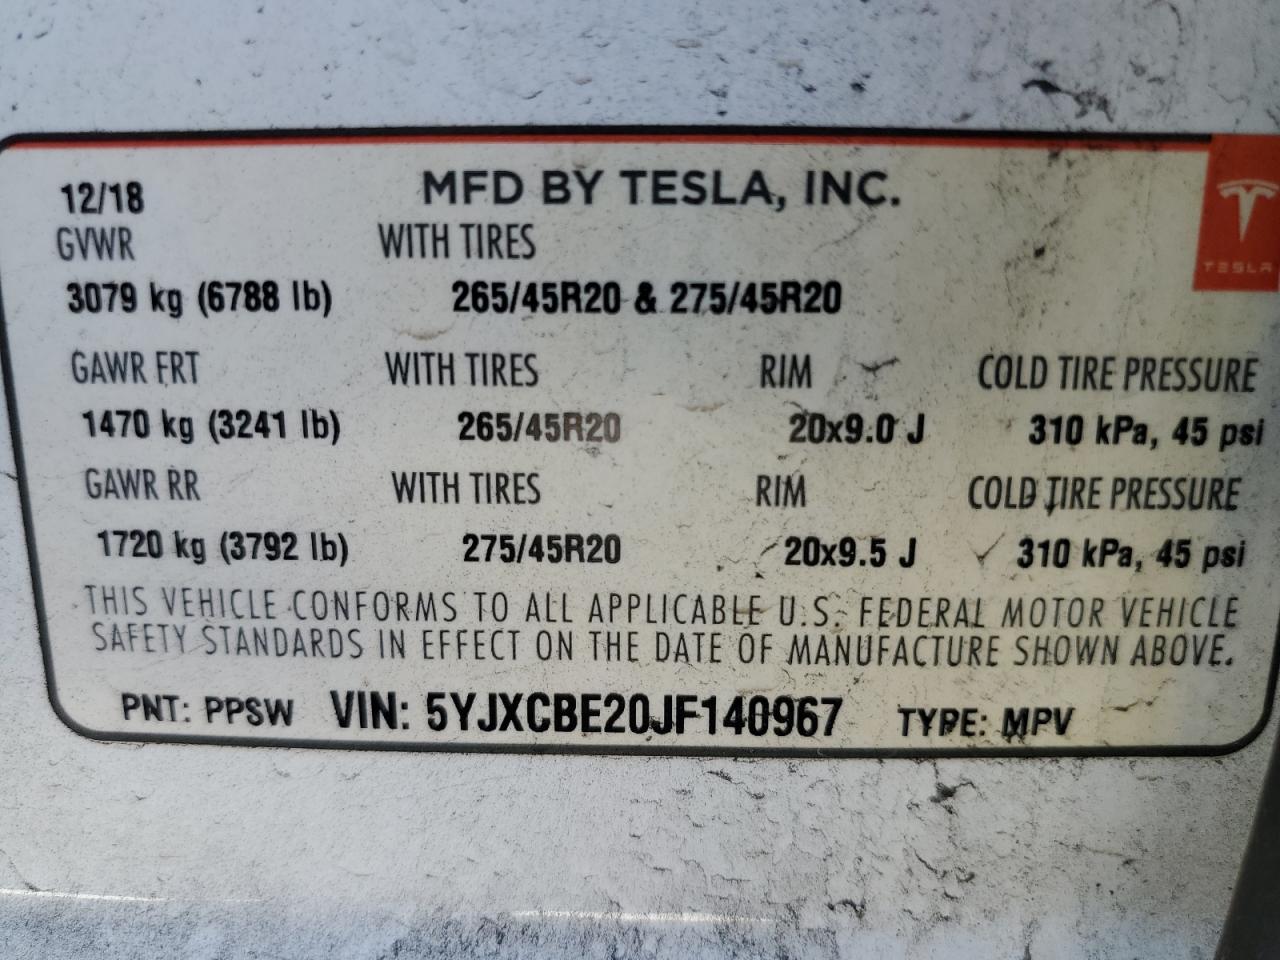 12/18 MFD BY TESLA, INC.
GVWR WITH TIRES
3079 kg (6788 lb) 265/45R20 & 275/45R20
TESLA
GAWR FRT WITH TIRES RIM COLD TIRE PRESSURE
1470 kg (3241 lb) 265/45R20 20x9.0 J 310 kPa, 45 psi
GAWR RR WITH TIRES RIM COLD TIRE PRESSURE
1720 kg (3792 lb) 275/45R20 20x9.5 J 310 kPa, 45 psi
THIS VEHICLE CONFORMS TO ALL APPLICABLE U.S. FEDERAL MOTOR VEHICLE
SAFETY STANDARDS IN EFFECT ON THE DATE OF MANUFACTURE SHOWN ABOVE.
PNT: PPSW VIN: 5YJXCBE20JF140967 TYPE: MPV